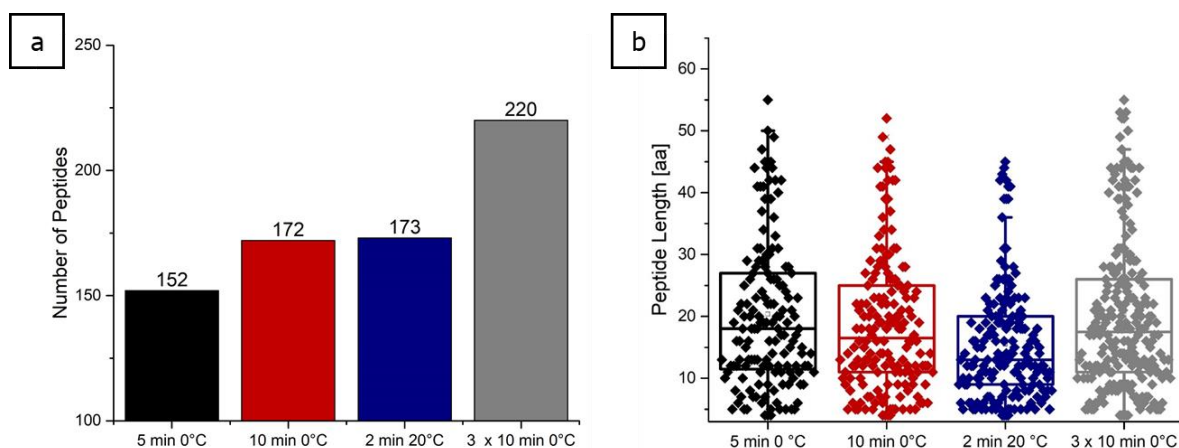 a
Number of Peptides
250
200
150
100
152
172
173
220
5 min 0°C
10 min 0°C
2 min 20°C
3 x 10 min 0°C
b
Peptide Length [aa]
60
50
40
30
20
10
5 min 0 °C
10 min 0°C
2 min 20°C
3 x 10 min 0°C